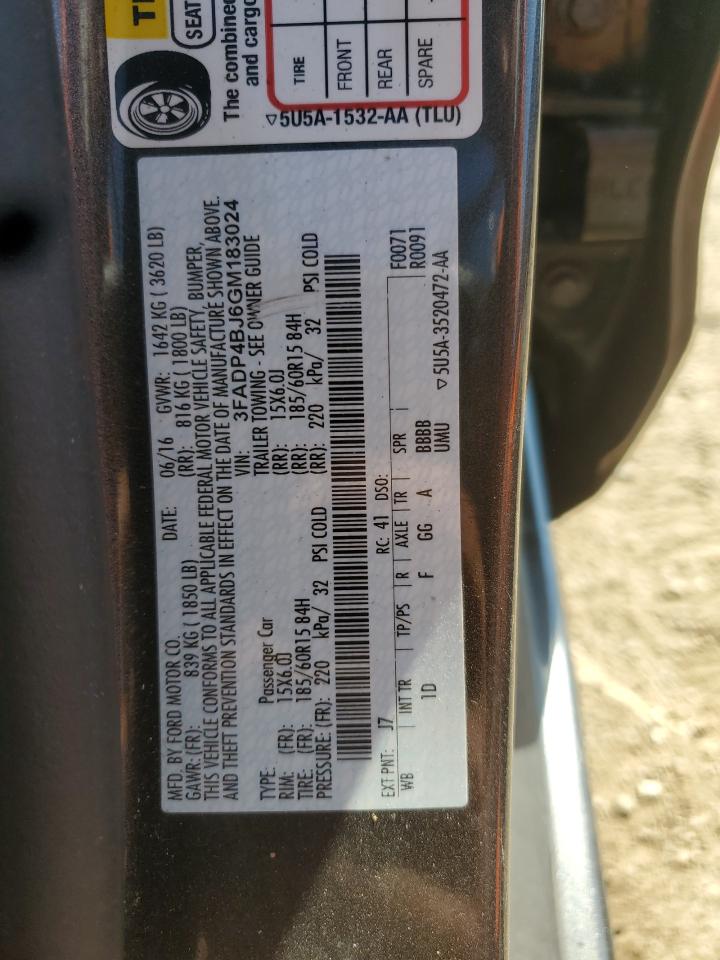 TI
SEAT
The combined
and cargo
TIRE
FRONT
REAR
SPARE
▽5U5A-1532-AA (TLU)
MFD. BY FORD MOTOR CO. DATE: 06/16 GVWR: 1642 KG ( 3620 LB)
GAWR: (FR): 839 KG ( 1850 LB) (RR): 816 KG ( 1800 LB)
THIS VEHICLE CONFORMS TO ALL APPLICABLE FEDERAL MOTOR VEHICLE SAFETY, BUMPER,
AND THEFT PREVENTION STANDARDS IN EFFECT ON THE DATE OF MANUFACTURE SHOWN ABOVE.
VIN: 3FADP4BJ6GM183024
TYPE: Passenger Car TRAILER TOWING - SEE OWNER GUIDE
RIM: (FR): 15X6.0J (RR): 15X6.0J
TIRE: (FR): 185/60R15 84H (RR): 185/60R15 84H
PRESSURE: (FR): 220 kPa/ 32 PSI COLD (RR): 220 kPa/ 32 PSI COLD
EXT PNT: J7 RC: 41 DSO: F0071
WB INT TR TP/PS R AXLE TR SPR R0091
1D F GG A BBBB
UMU
▽5U5A-3520472-AA